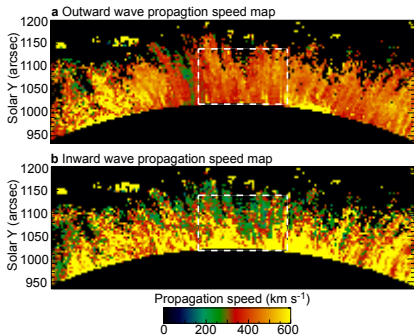 a Outward wave propagtion speed map
1200
1150
1100
1050
1000
950
Solar Y (arcsec)
b Inward wave propagation speed map
1200
1150
1100
1050
1000
950
Solar Y (arcsec)
Propagation speed (km s⁻¹)
0 200 400 600